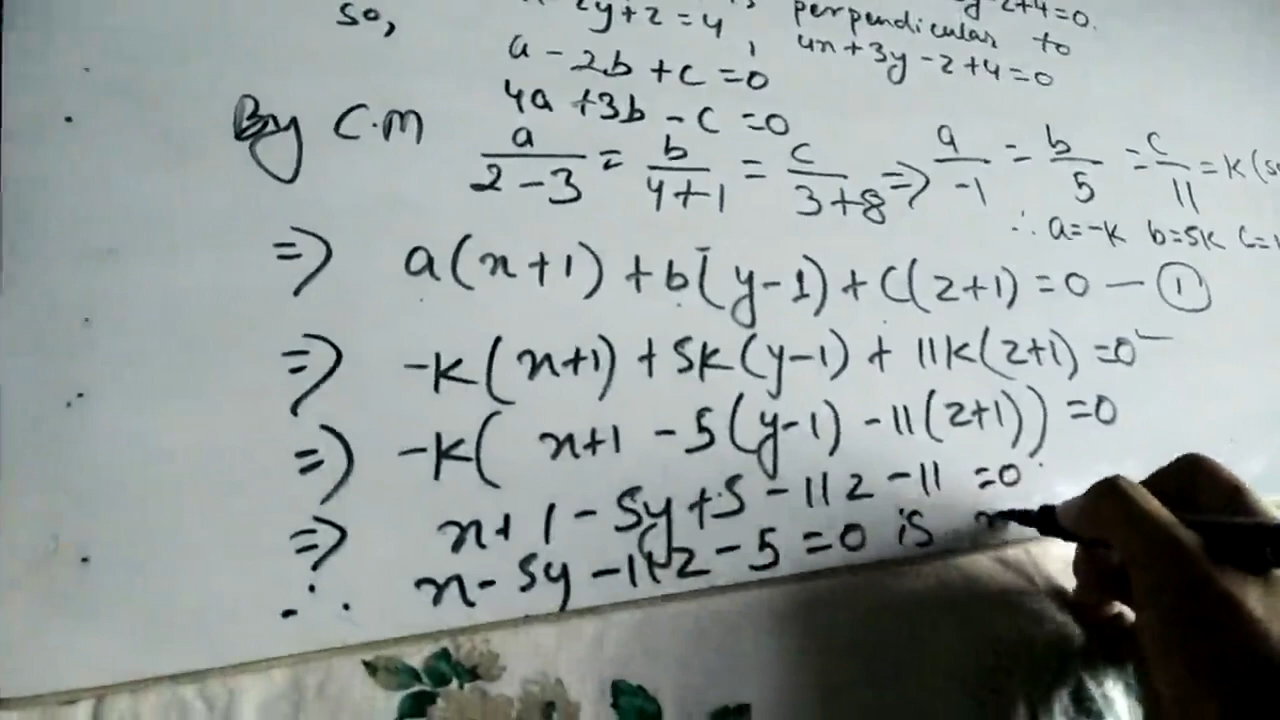 y-z+4=0.
so, x-2y+z=4, perpendicular to
4x+3y-z+4=0
a-2b+c=0
4a+3b-c=0
By C.M a/(2-3) = b/(4+1) = c/(3+8) => a/-1 = b/5 = c/11 = K
∴ a=-K b=5K c=
=> a(x+1)+b(y-1)+c(z+1)=0 — ①
=> -K(x+1)+5K(y-1)+11K(z+1)=0
=> -K(x+1-5(y-1)-11(z+1))=0
=> x+1-5y+5-11z-11=0
∴ x-5y-11z-5=0 is